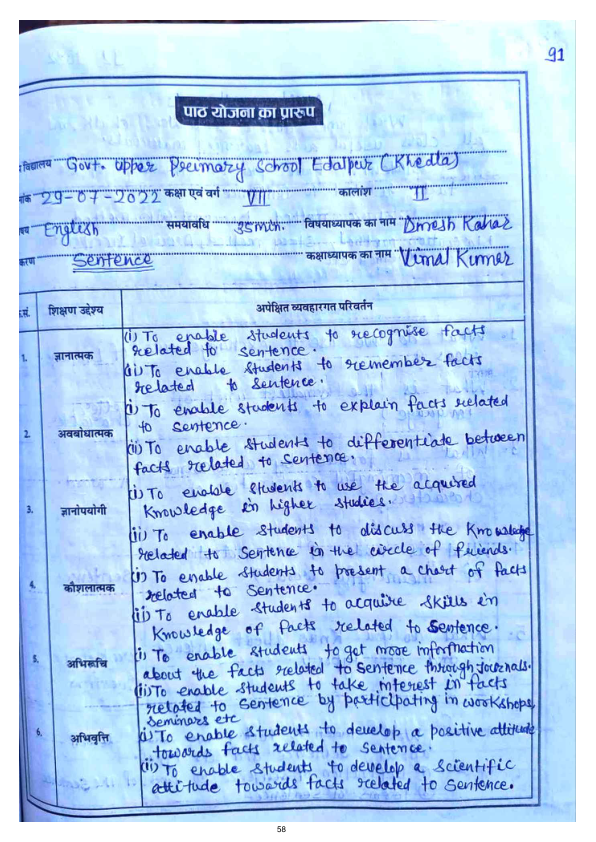 91
पाठ योजना का प्रारूप
विद्यालय Govt. Upper Preimary School Edalpur (Khedla)
29-07-2022 कक्षा एवं वर्ग VII कालांश II
English समयावधि 35min. विषयाध्यापक का नाम Dmesh Kahar
Sentence कक्षाध्यापक का नाम Vimal Kumar
.सं. शिक्षण उद्देश्य अपेक्षित व्यवहारगत परिवर्तन
1. ज्ञानात्मक
(i) To enable students to recognise facts
related to sentence.
(ii) To enable students to remember facts
related to sentence.
2. अवबोधात्मक
(i) To enable students to explain facts related
to sentence.
(ii) To enable students to differentiate between
facts related to sentence.
3. ज्ञानोपयोगी
(i) To enable students to use the acquired
knowledge in higher studies.
(ii) To enable students to discuss the knowledge
related to sentence in the circle of friends.
4. कौशलात्मक
(i) To enable students to present a chart of facts
related to sentence.
(ii) To enable students to acquire skills in
knowledge of facts related to sentence.
5. अभिरूचि
(i) To enable students to get more information
about the facts related to sentence through journals.
(ii) To enable students to take interest in facts
related to sentence by participating in workshops,
seminars etc
6. अभिवृत्ति
(i) To enable students to develop a positive attitude
towards facts related to sentence.
(ii) To enable students to develop a scientific
attitude towards facts related to sentence.
58